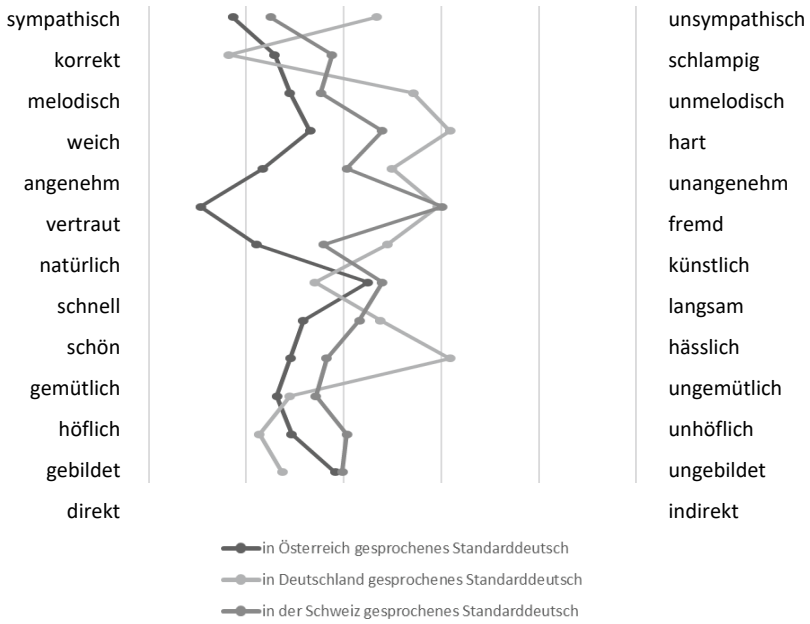 sympathisch unsympathisch
korrekt schlampig
melodisch unmelodisch
weich hart
angenehm unangenehm
vertraut fremd
natürlich künstlich
schnell langsam
schön hässlich
gemütlich ungemütlich
höflich unhöflich
gebildet ungebildet
direkt indirekt
in Österreich gesprochenes Standarddeutsch
in Deutschland gesprochenes Standarddeutsch
in der Schweiz gesprochenes Standarddeutsch